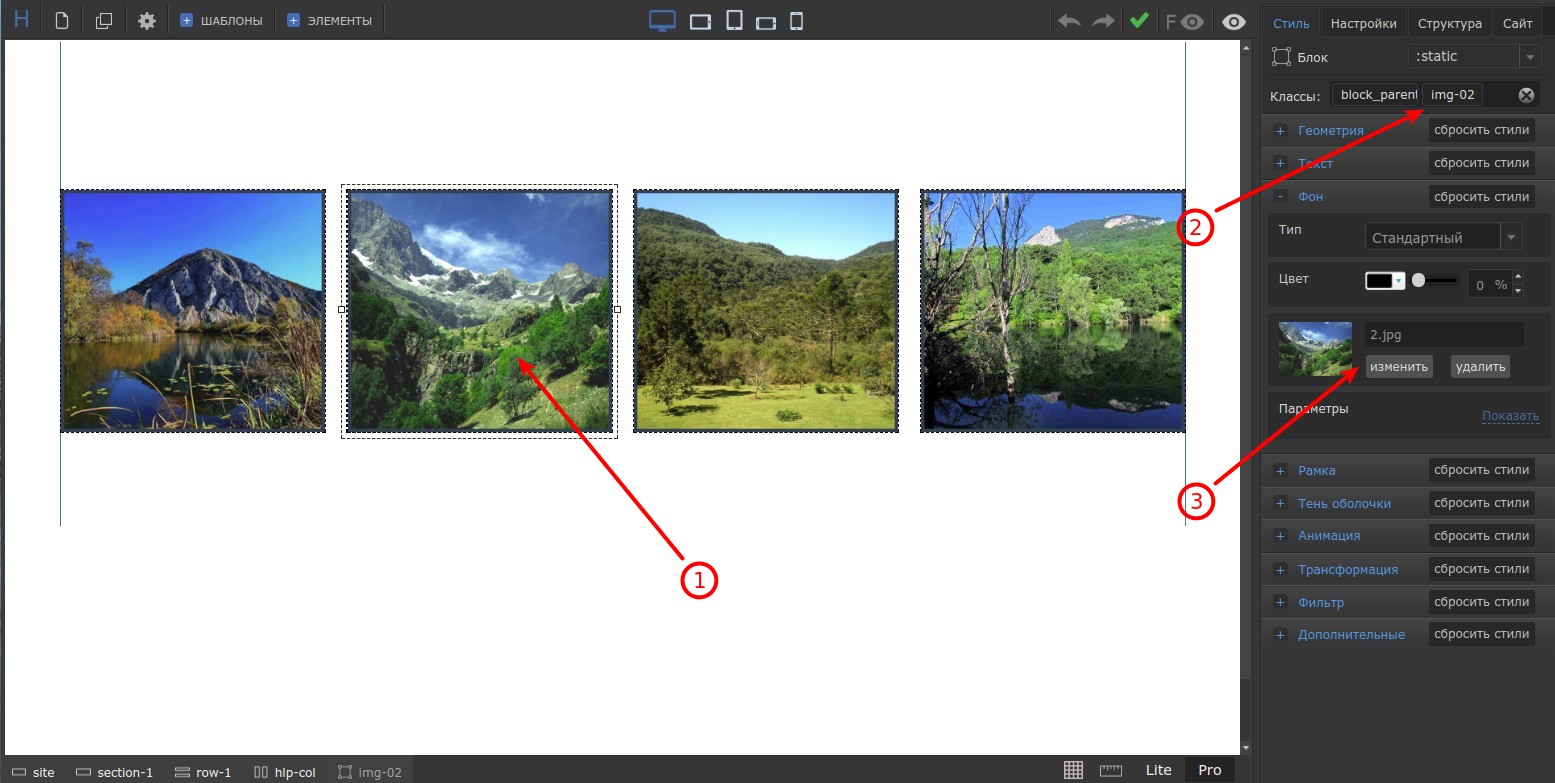 H ШАБЛОНЫ ЭЛЕМЕНТЫ F
Стиль Настройки Структура Сайт
Блок :static
Классы: block_parent img-02
Геометрия сбросить стили
Текст сбросить стили
Фон сбросить стили
Тип Стандартный
Цвет 0 %
2.jpg
изменить удалить
Параметры Показать
Рамка сбросить стили
Тень оболочки сбросить стили
Анимация сбросить стили
Трансформация сбросить стили
Фильтр сбросить стили
Дополнительные сбросить стили
2
3
1
site section-1 row-1 hlp-col img-02 Lite Pro